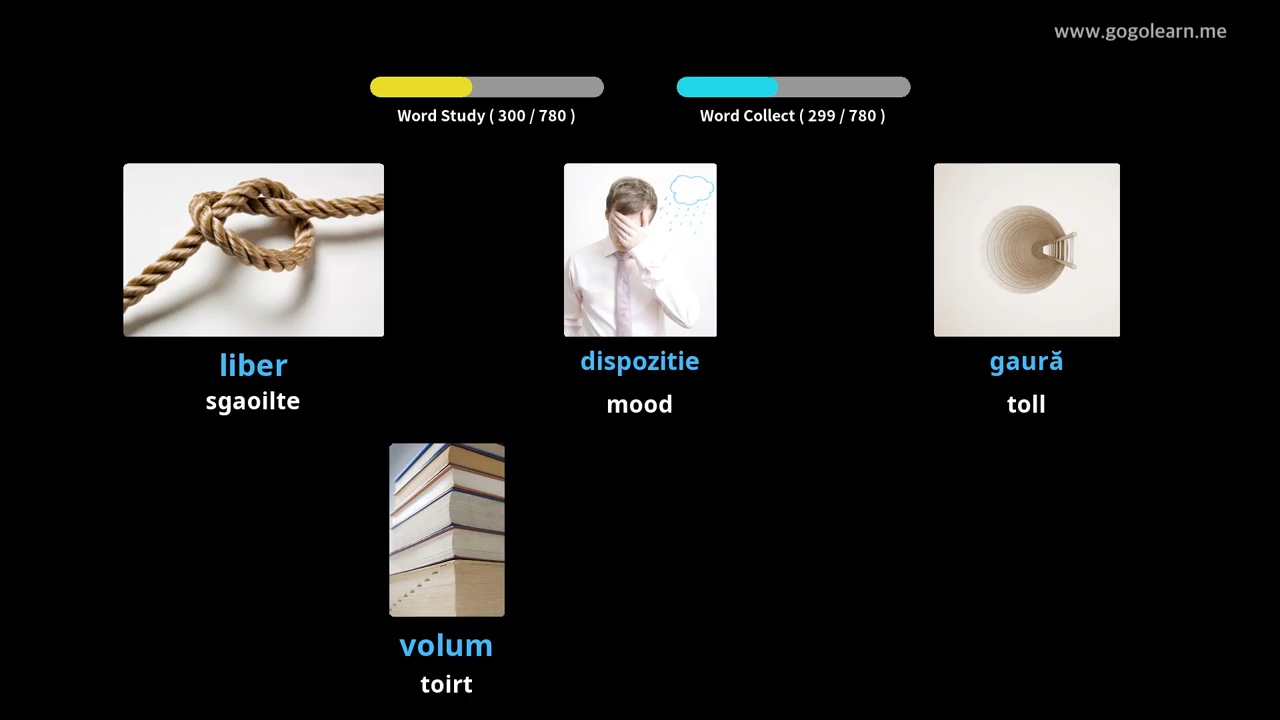 www.gogolearn.me
Word Study ( 300 / 780 )
Word Collect ( 299 / 780 )
liber
sgaoilte
dispozitie
mood
gaură
toll
volum
toirt